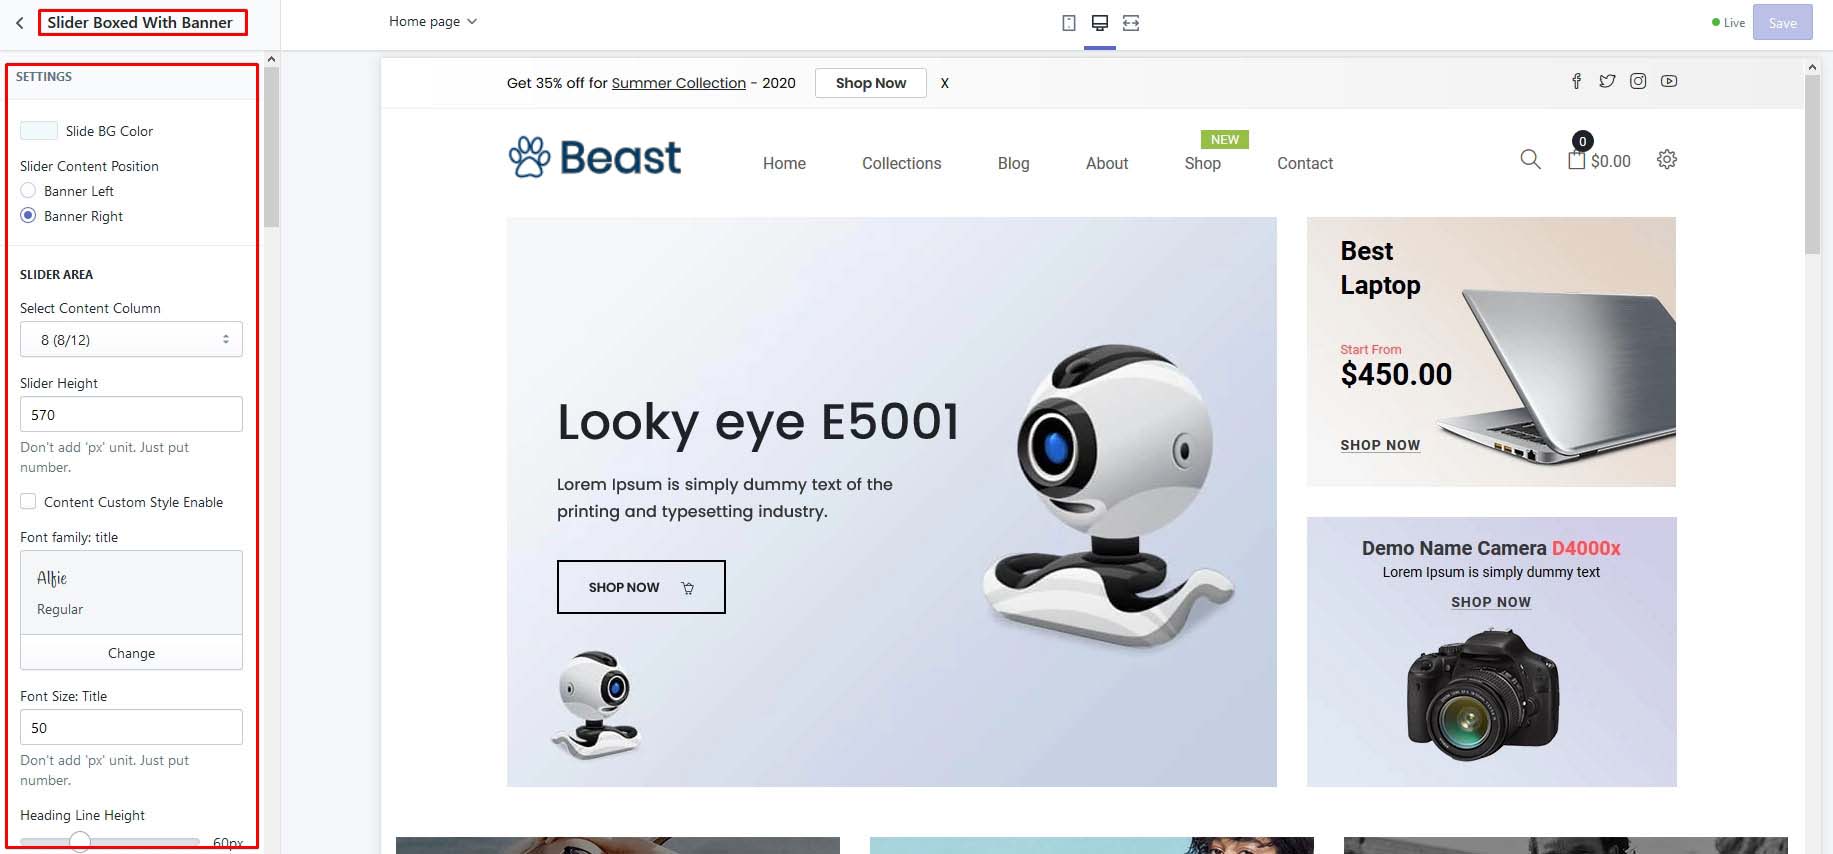 Slider Boxed With Banner
Home page
Live
Save
SETTINGS
Slide BG Color
Slider Content Position
Banner Left
Banner Right
SLIDER AREA
Select Content Column
8 (8/12)
Slider Height
570
Don't add 'px' unit. Just put
number.
Content Custom Style Enable
Font family: title
Alfie
Regular
Change
Font Size: Title
50
Don't add 'px' unit. Just put
number.
Heading Line Height
60px
Get 35% off for Summer Collection - 2020
Shop Now
X
Beast
Home
Collections
Blog
About
NEW
Shop
Contact
0
$0.00
Looky eye E5001
Lorem Ipsum is simply dummy text of the
printing and typesetting industry.
SHOP NOW
Best
Laptop
Start From
$450.00
SHOP NOW
Demo Name Camera D4000x
Lorem Ipsum is simply dummy text
SHOP NOW